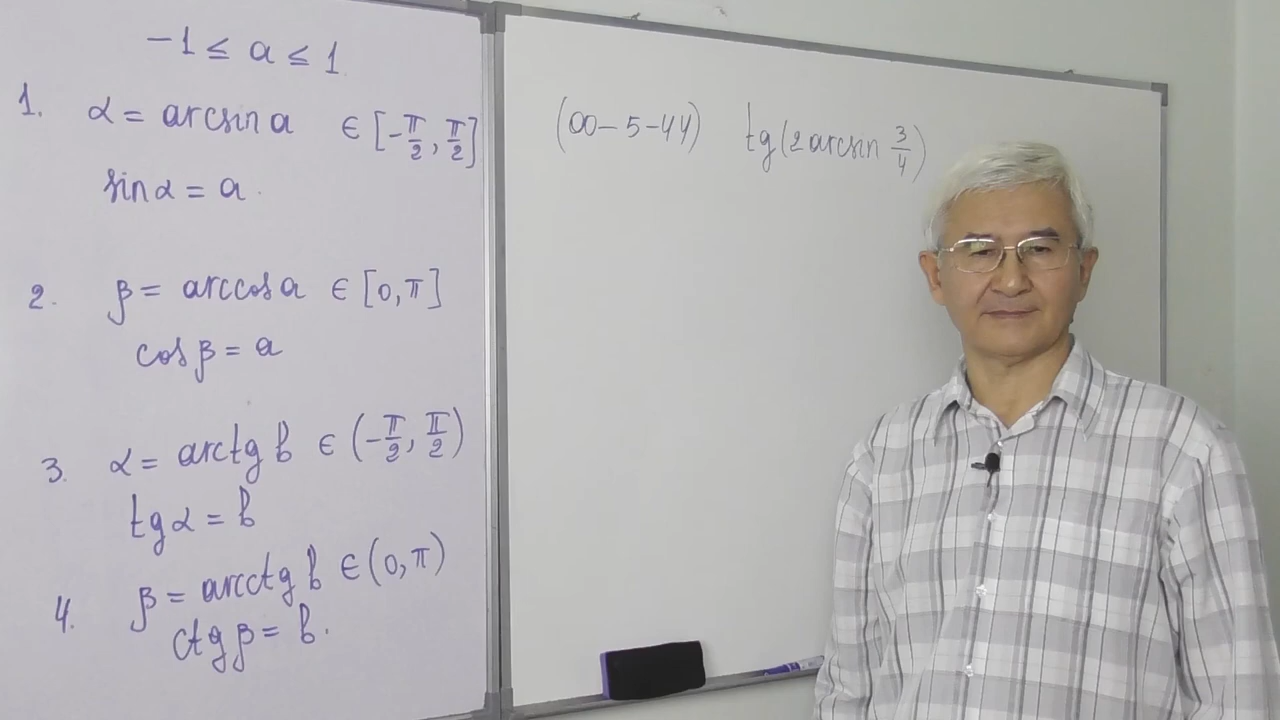 -1 ≤ a ≤ 1
1. α = arcsin a ∈ [-π/2, π/2]
sin α = a.
2. β = arccos a ∈ [0, π]
cos β = a
3. α = arctg b ∈ (-π/2, π/2)
tg α = b
4. β = arcctg b ∈ (0, π)
ctg β = b.
(00-5-44) tg(2 arcsin 3/4)